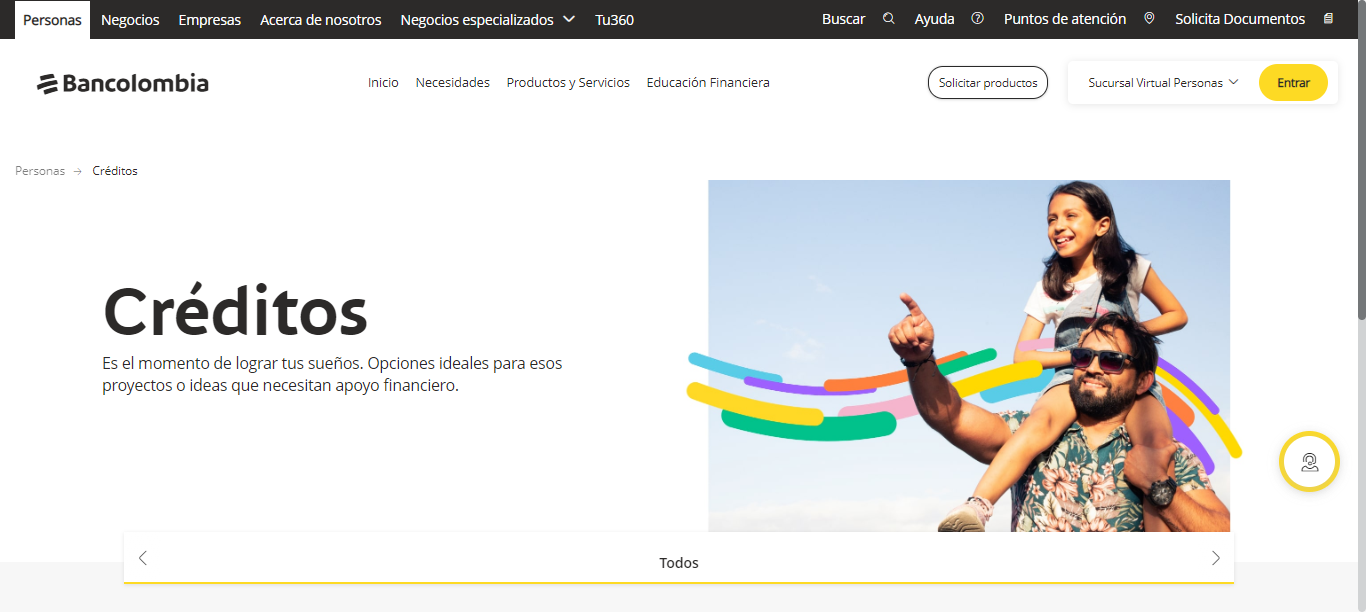 Personas Negocios Empresas Acerca de nosotros Negocios especializados Tu360 Buscar Ayuda Puntos de atención Solicita Documentos
Bancolombia Inicio Necesidades Productos y Servicios Educación Financiera Solicitar productos Sucursal Virtual Personas Entrar
Personas → Créditos
Créditos
Es el momento de lograr tus sueños. Opciones ideales para esos
proyectos o ideas que necesitan apoyo financiero.
Todos